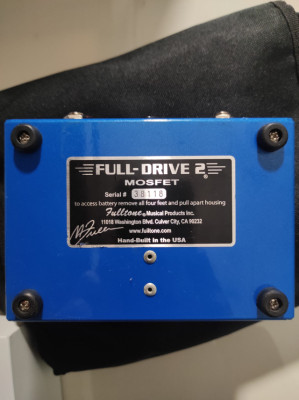 FULL-DRIVE 2®
MOSFET
Serial # 38118
to access battery remove all four feet and pull apart housing
Fulltone® Musical Products Inc.
11018 Washington Blvd. Culver City, CA 90232
www.fulltone.com
Hand-Built in the USA